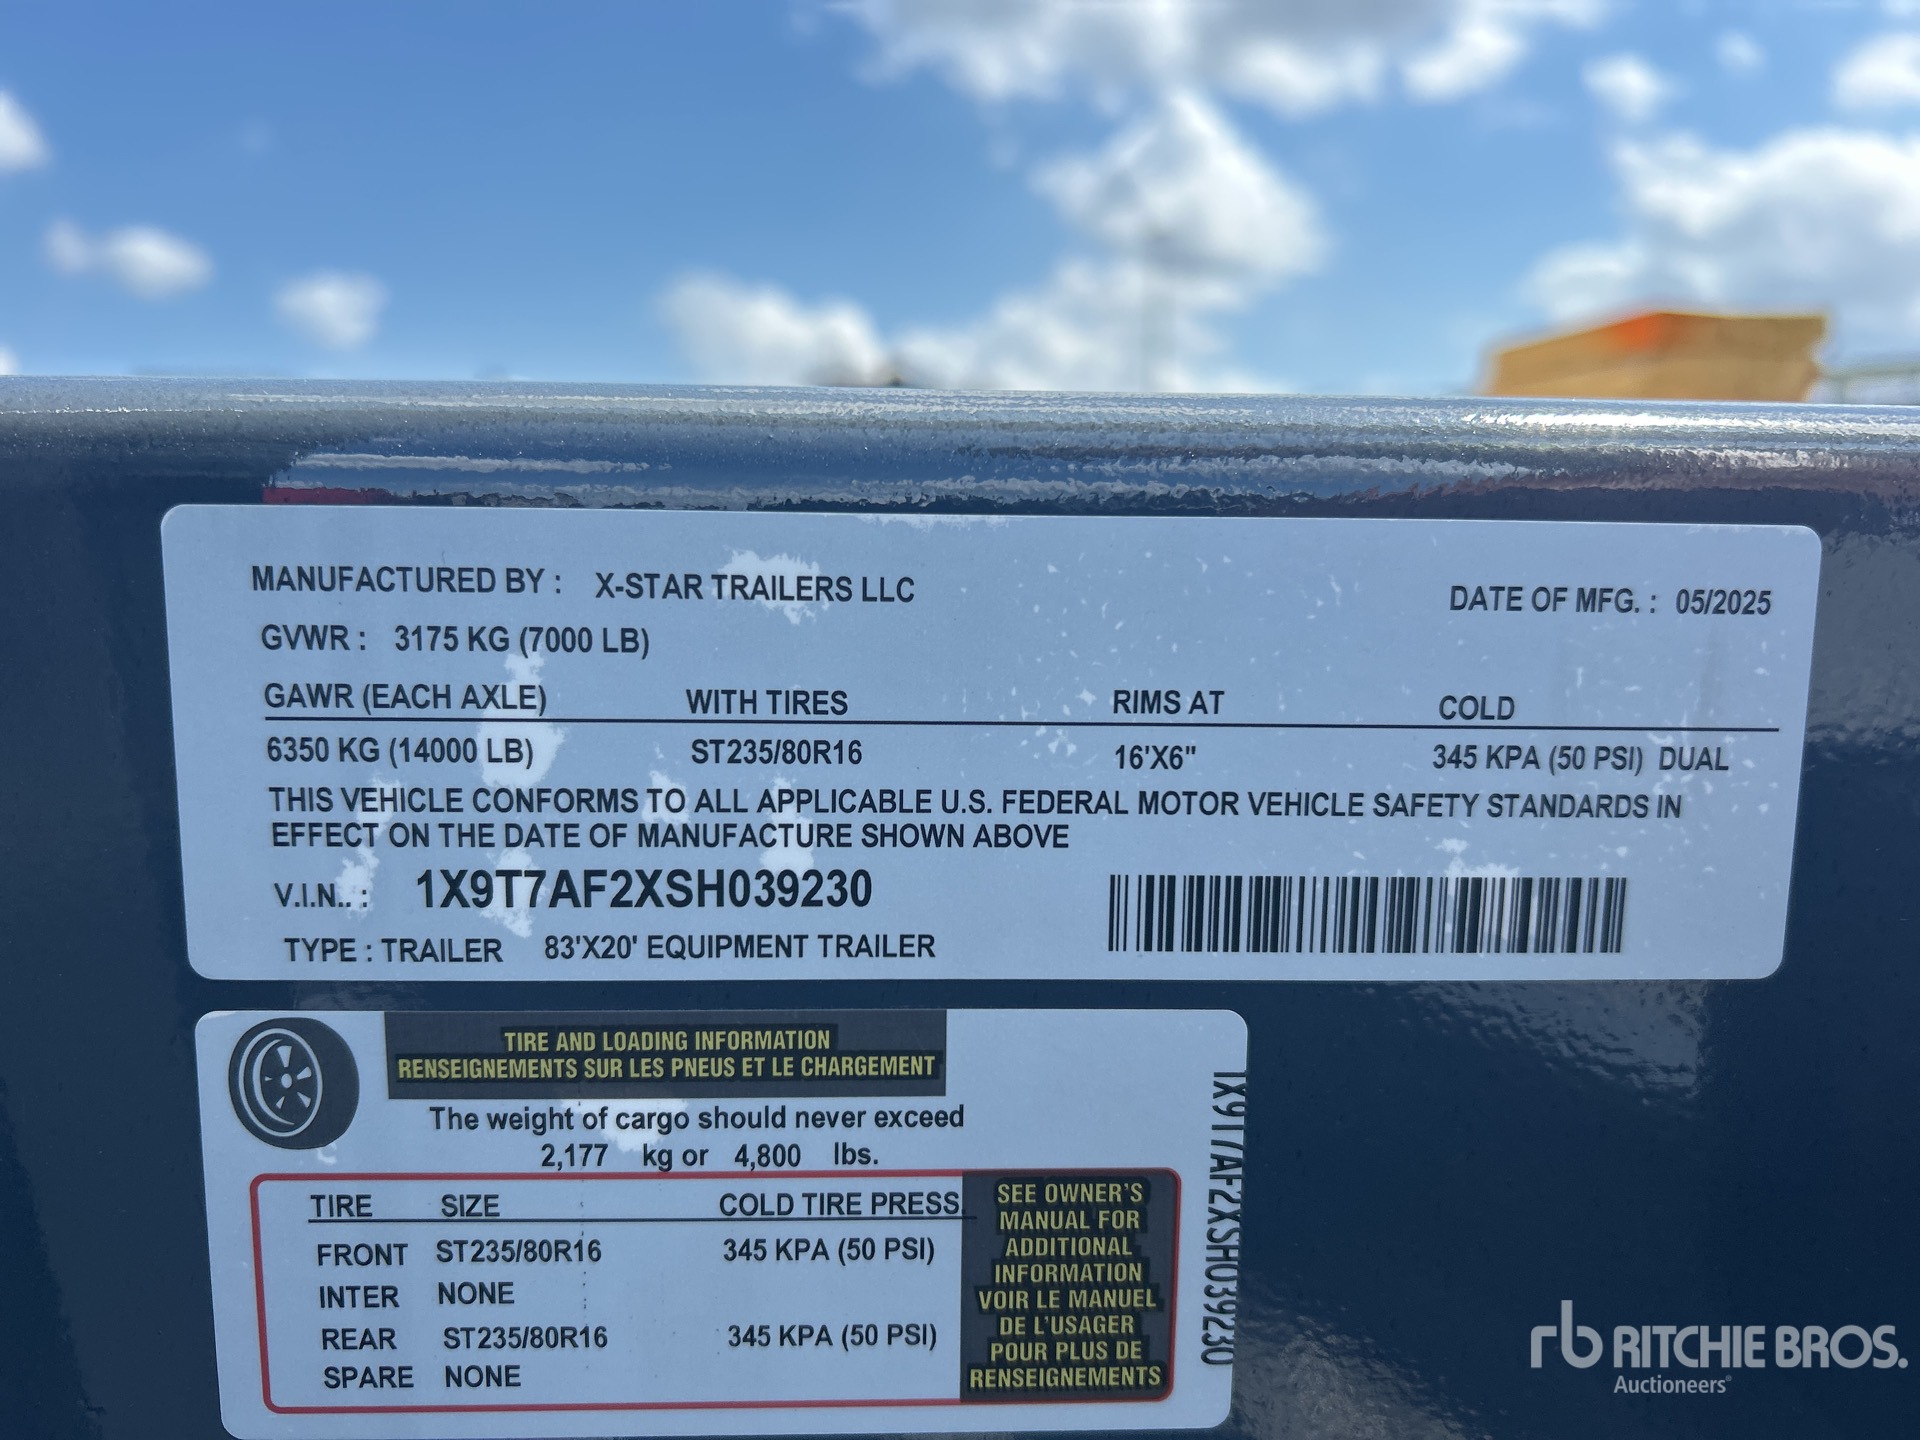 MANUFACTURED BY : X-STAR TRAILERS LLC DATE OF MFG. : 05/2025
GVWR : 3175 KG (7000 LB)
GAWR (EACH AXLE) WITH TIRES RIMS AT COLD
6350 KG (14000 LB) ST235/80R16 16'X6" 345 KPA (50 PSI) DUAL
THIS VEHICLE CONFORMS TO ALL APPLICABLE U.S. FEDERAL MOTOR VEHICLE SAFETY STANDARDS IN
EFFECT ON THE DATE OF MANUFACTURE SHOWN ABOVE
V.I.N.. : 1X9T7AF2XSH039230
TYPE : TRAILER 83'X20' EQUIPMENT TRAILER
TIRE AND LOADING INFORMATION
RENSEIGNEMENTS SUR LES PNEUS ET LE CHARGEMENT
The weight of cargo should never exceed
2,177 kg or 4,800 lbs.
TIRE SIZE COLD TIRE PRESS.
FRONT ST235/80R16 345 KPA (50 PSI)
INTER NONE
REAR ST235/80R16 345 KPA (50 PSI)
SPARE NONE
SEE OWNER'S
MANUAL FOR
ADDITIONAL
INFORMATION
VOIR LE MANUEL
DE L'USAGER
POUR PLUS DE
RENSEIGNEMENTS
1X9T7AF2XSH039230
rb RITCHIE BROS.
Auctioneers